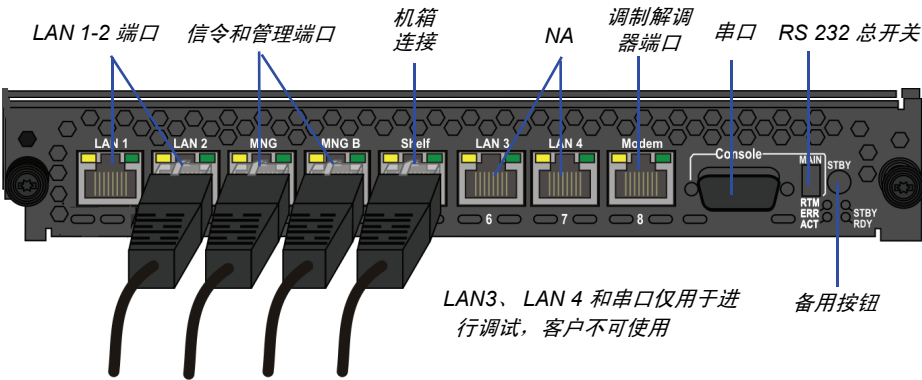 LAN 1-2 端口
信令和管理端口
机箱
连接
NA
调制解调
器端口
串口
RS 232 总开关
LAN 1
LAN 2
MNG
MNG B
Shelf
LAN 3
LAN 4
Modem
Console
MAIN
STBY
6
7
8
RTM
ERR
ACT
STBY
RDY
LAN3、 LAN 4 和串口仅用于进
行调试，客户不可使用
备用按钮